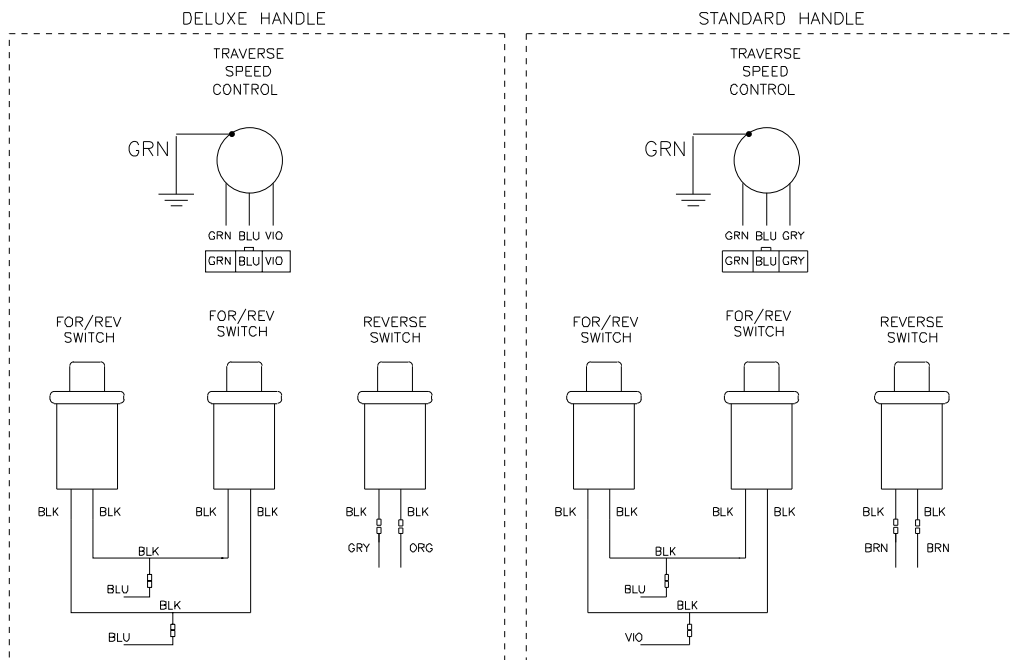 DELUXE HANDLE
TRAVERSE
SPEED
CONTROL
GRN
GRN BLU VIO
GRN BLU VIO
FOR/REV
SWITCH
FOR/REV
SWITCH
REVERSE
SWITCH
BLK BLK BLK BLK BLK BLK
GRY ORG
BLK
BLU
BLK
BLU
STANDARD HANDLE
TRAVERSE
SPEED
CONTROL
GRN
GRN BLU GRY
GRN BLU GRY
FOR/REV
SWITCH
FOR/REV
SWITCH
REVERSE
SWITCH
BLK BLK BLK BLK BLK BLK
BRN BRN
BLK
BLU
BLK
VIO